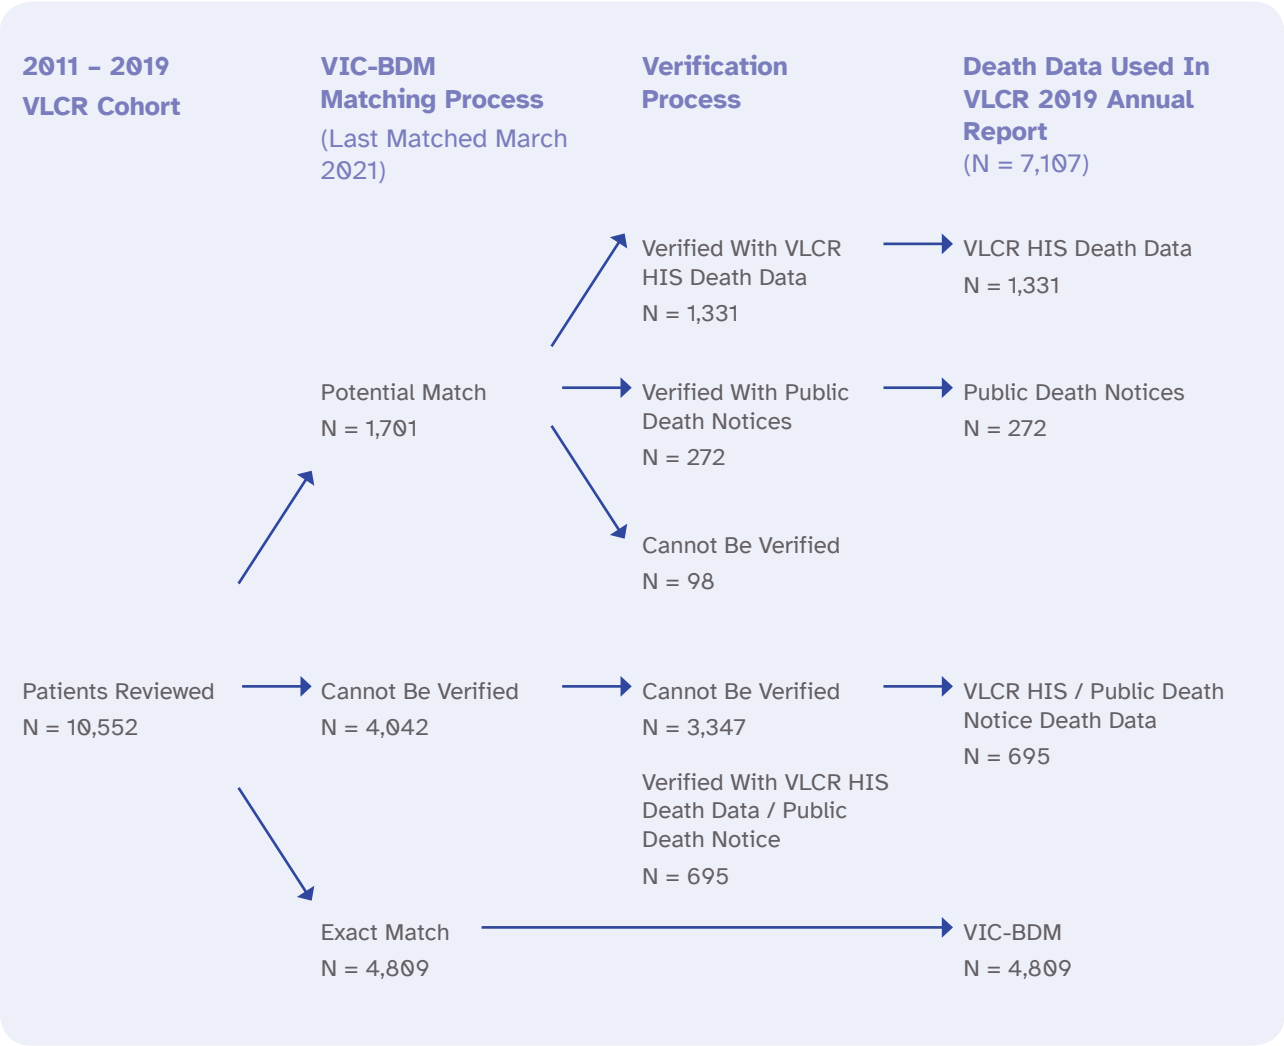 2011 – 2019
VLCR Cohort
VIC-BDM
Matching Process
(Last Matched March
2021)
Verification
Process
Death Data Used In
VLCR 2019 Annual
Report
(N = 7,107)
Verified With VLCR
HIS Death Data
N = 1,331
VLCR HIS Death Data
N = 1,331
Potential Match
N = 1,701
Verified With Public
Death Notices
N = 272
Public Death Notices
N = 272
Cannot Be Verified
N = 98
Patients Reviewed
N = 10,552
Cannot Be Verified
N = 4,042
Cannot Be Verified
N = 3,347
VLCR HIS / Public Death
Notice Death Data
N = 695
Verified With VLCR HIS
Death Data / Public
Death Notice
N = 695
Exact Match
N = 4,809
VIC-BDM
N = 4,809